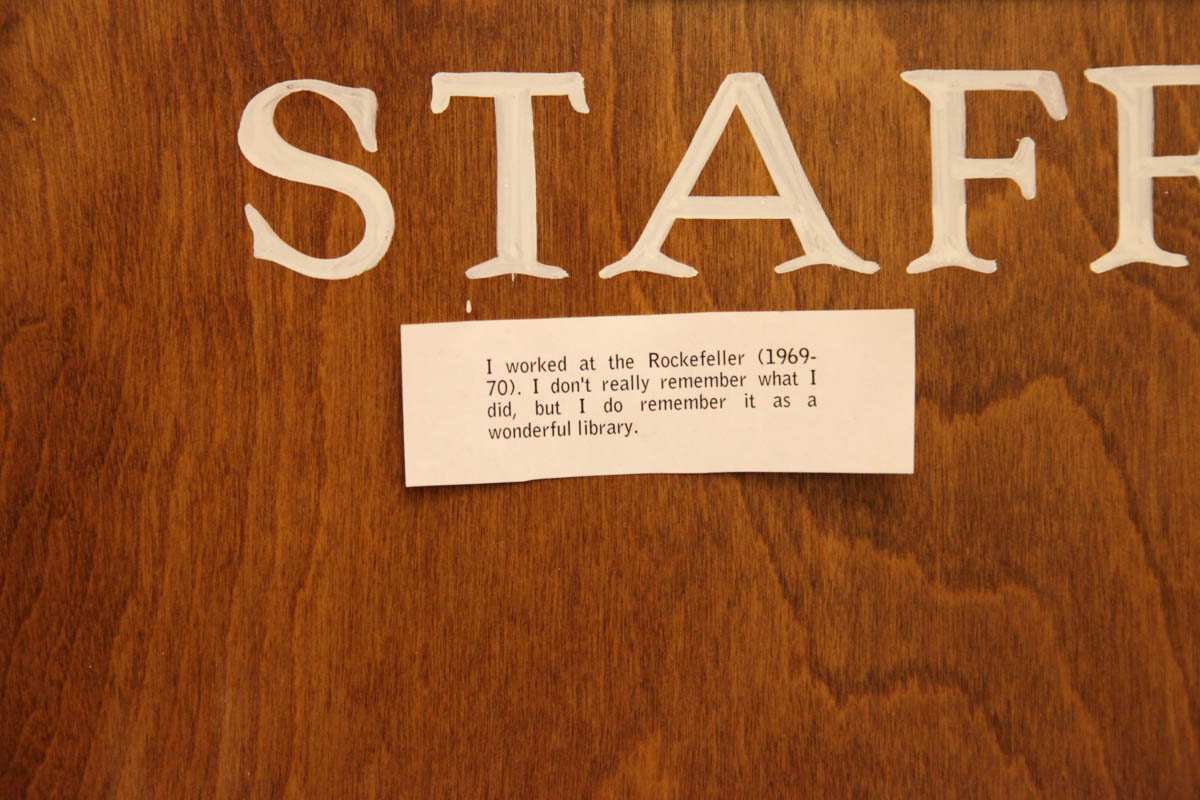 STAFF
I worked at the Rockefeller (1969-
70). I don't really remember what I
did, but I do remember it as a
wonderful library.